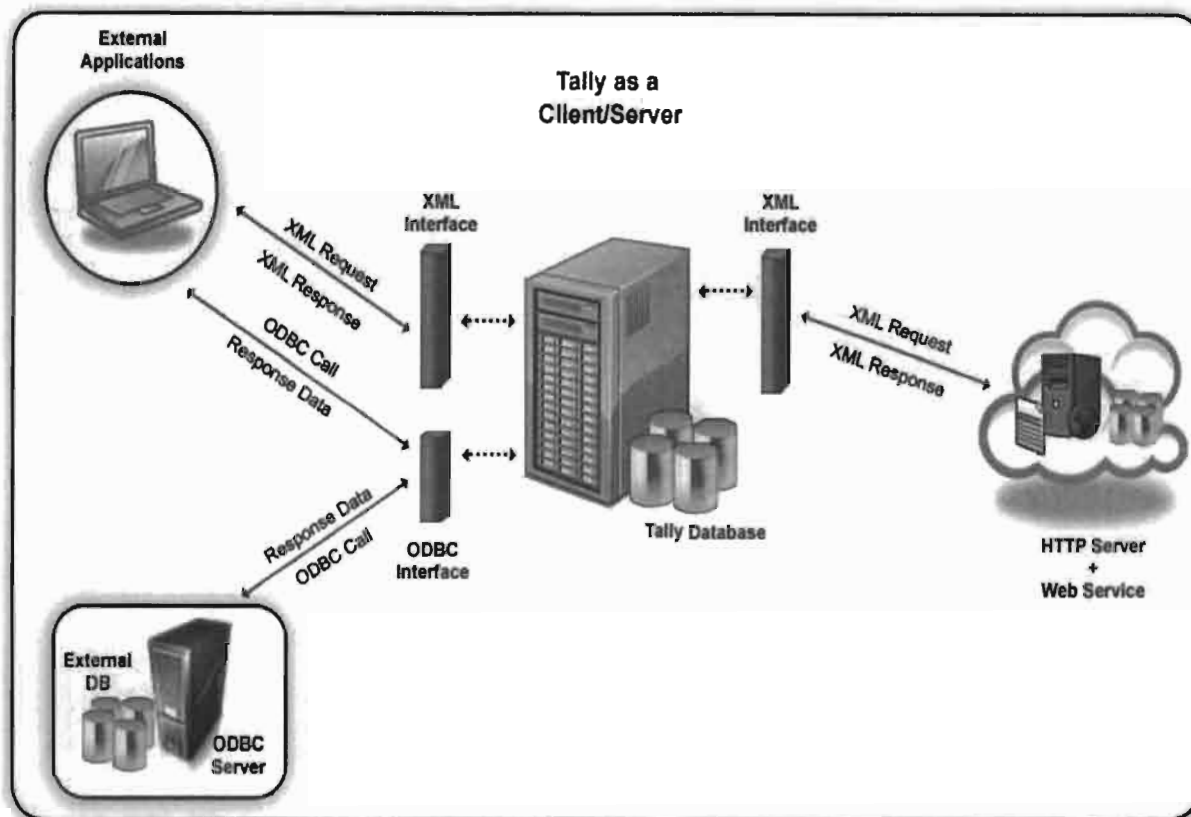 External
Applications
Tally as a
Client/Server
XML
Interface
XML
Interface
XML Request
XML Response
ODBC Call
Response Data
XML Request
XML Response
Response Data
ODBC Call
ODBC
Interface
Tally Database
HTTP Server
+
Web Service
External
DB
ODBC
Server